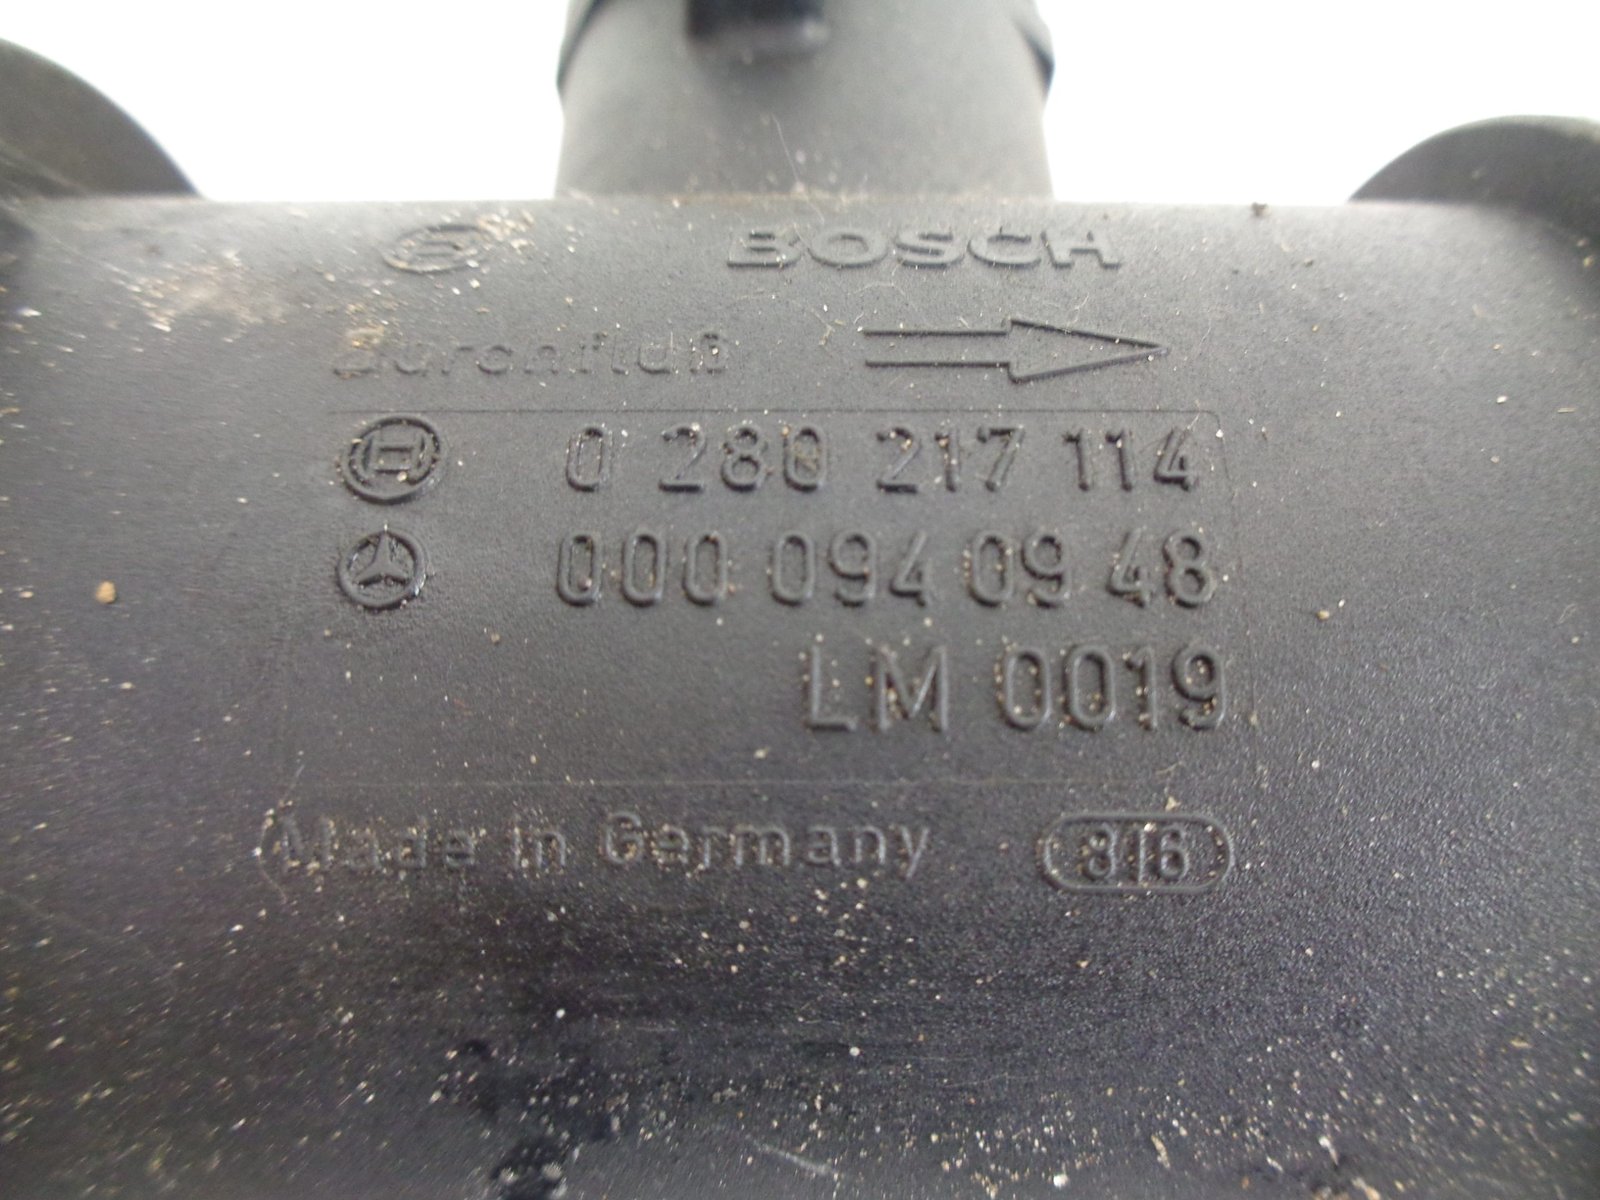 BOSCH
Durchfluß
0 280 217 114
000 094 09 48
LM 0019
Made in Germany 816